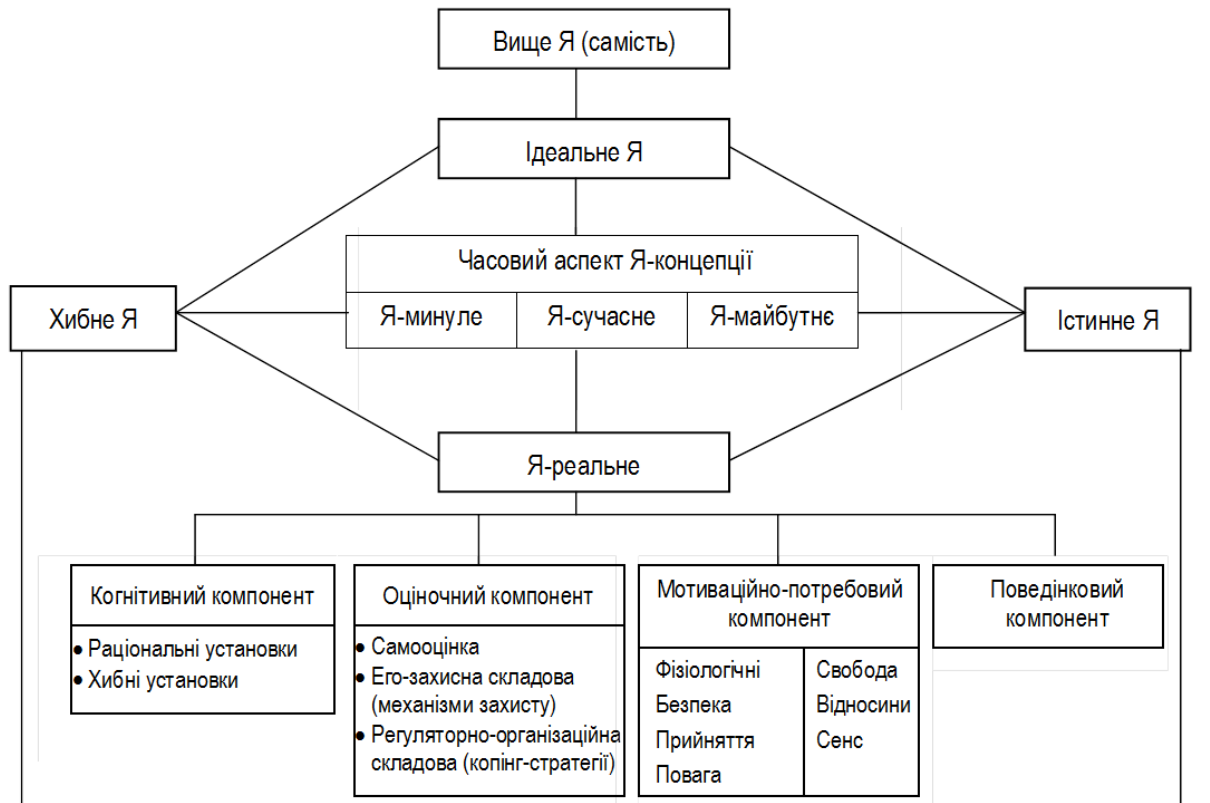 Вище Я (самість)
Ідеальне Я
Часовий аспект Я-концепції
Хибне Я
Я-минуле
Я-сучасне
Я-майбутнє
Істинне Я
Я-реальне
Когнітивний компонент
● Раціональні установки
● Хибні установки
Оціночний компонент
● Самооцінка
● Его-захисна складова
(механізми захисту)
● Регуляторно-організаційна
складова (копінг-стратегії)
Мотиваційно-потребовий
компонент
Фізіологічні
Безпека
Прийняття
Повага
Свобода
Відносини
Сенс
Поведінковий
компонент